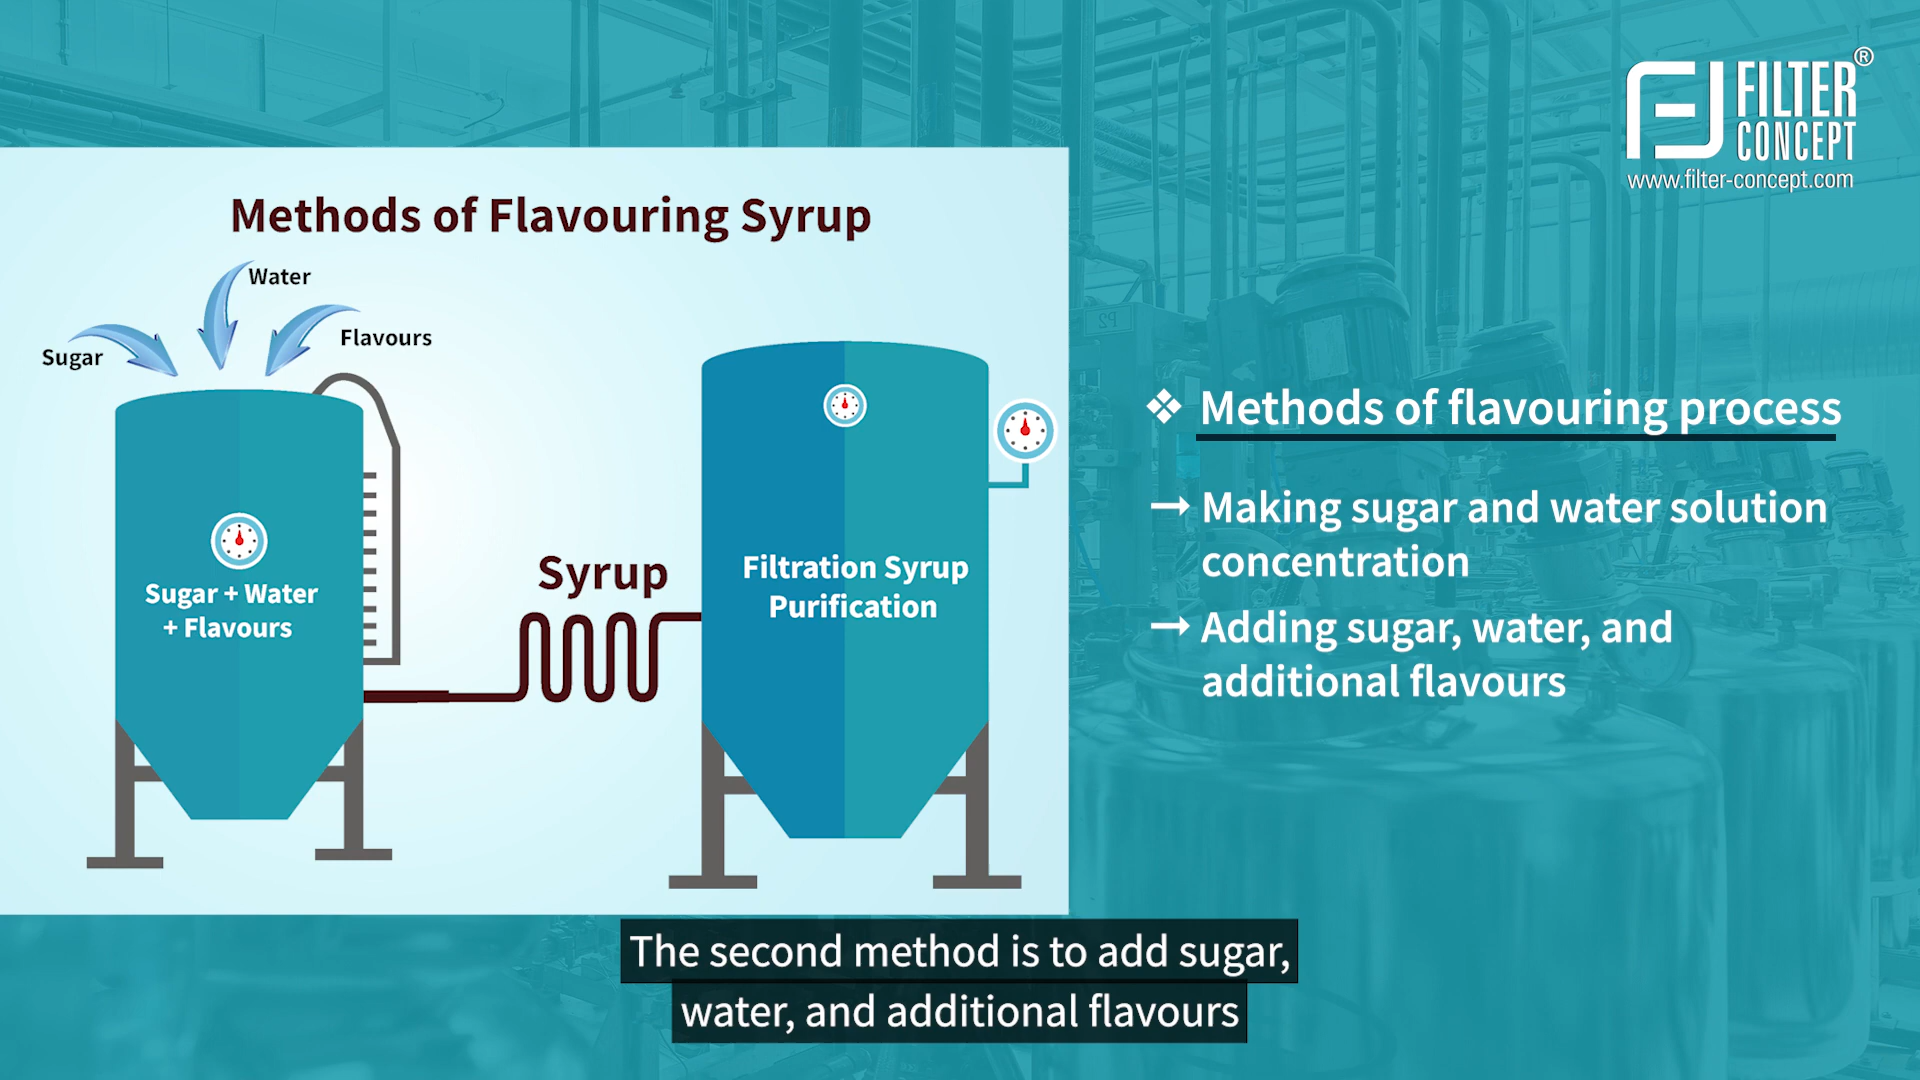 FILTER®
CONCEPT
www.filter-concept.com
Methods of Flavouring Syrup
Water
Flavours
Sugar
Sugar + Water
+ Flavours
Syrup
Filtration Syrup
Purification
❖ Methods of flavouring process
→ Making sugar and water solution
concentration
→ Adding sugar, water, and
additional flavours
The second method is to add sugar,
water, and additional flavours